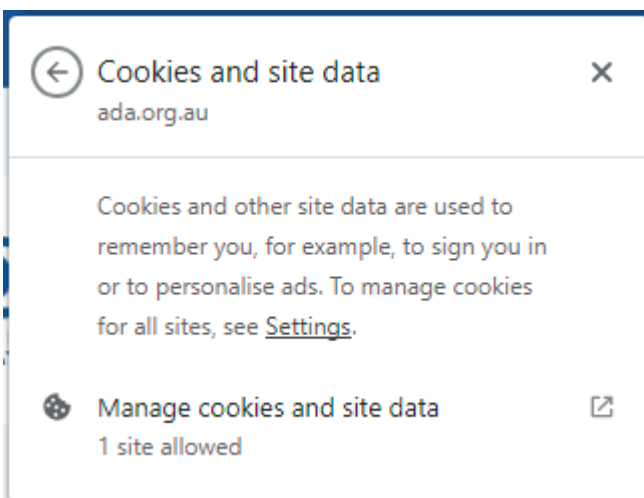 Cookies and site data
ada.org.au
Cookies and other site data are used to
remember you, for example, to sign you in
or to personalise ads. To manage cookies
for all sites, see Settings.
Manage cookies and site data
1 site allowed